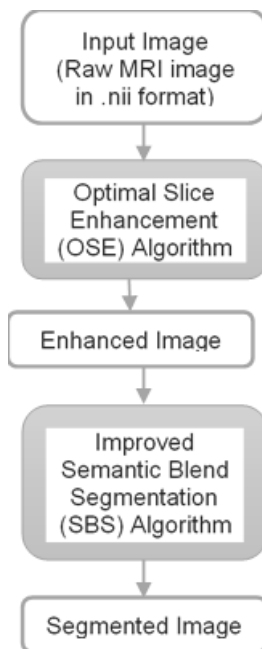 Input Image
(Raw MRI image
in .nii format)
Optimal Slice
Enhancement
(OSE) Algorithm
Enhanced Image
Improved
Semantic Blend
Segmentation
(SBS) Algorithm
Segmented Image